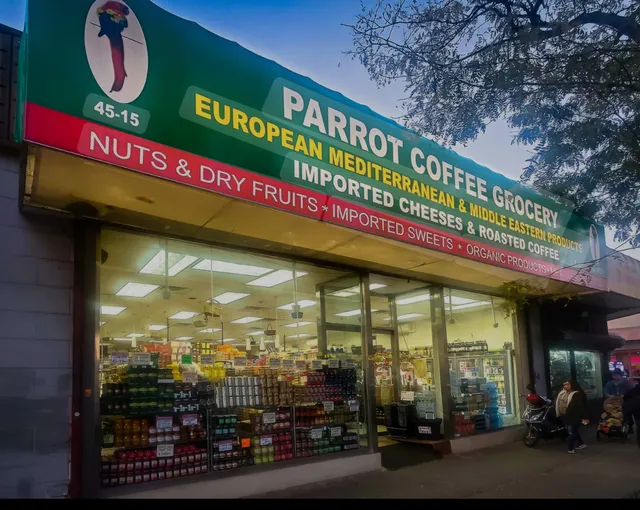 45-15
PARROT COFFEE GROCERY
EUROPEAN MEDITERRANEAN & MIDDLE EASTERN PRODUCTS
IMPORTED CHEESES & ROASTED COFFEE
NUTS & DRY FRUITS * IMPORTED SWEETS * ORGANIC PRODUCTS